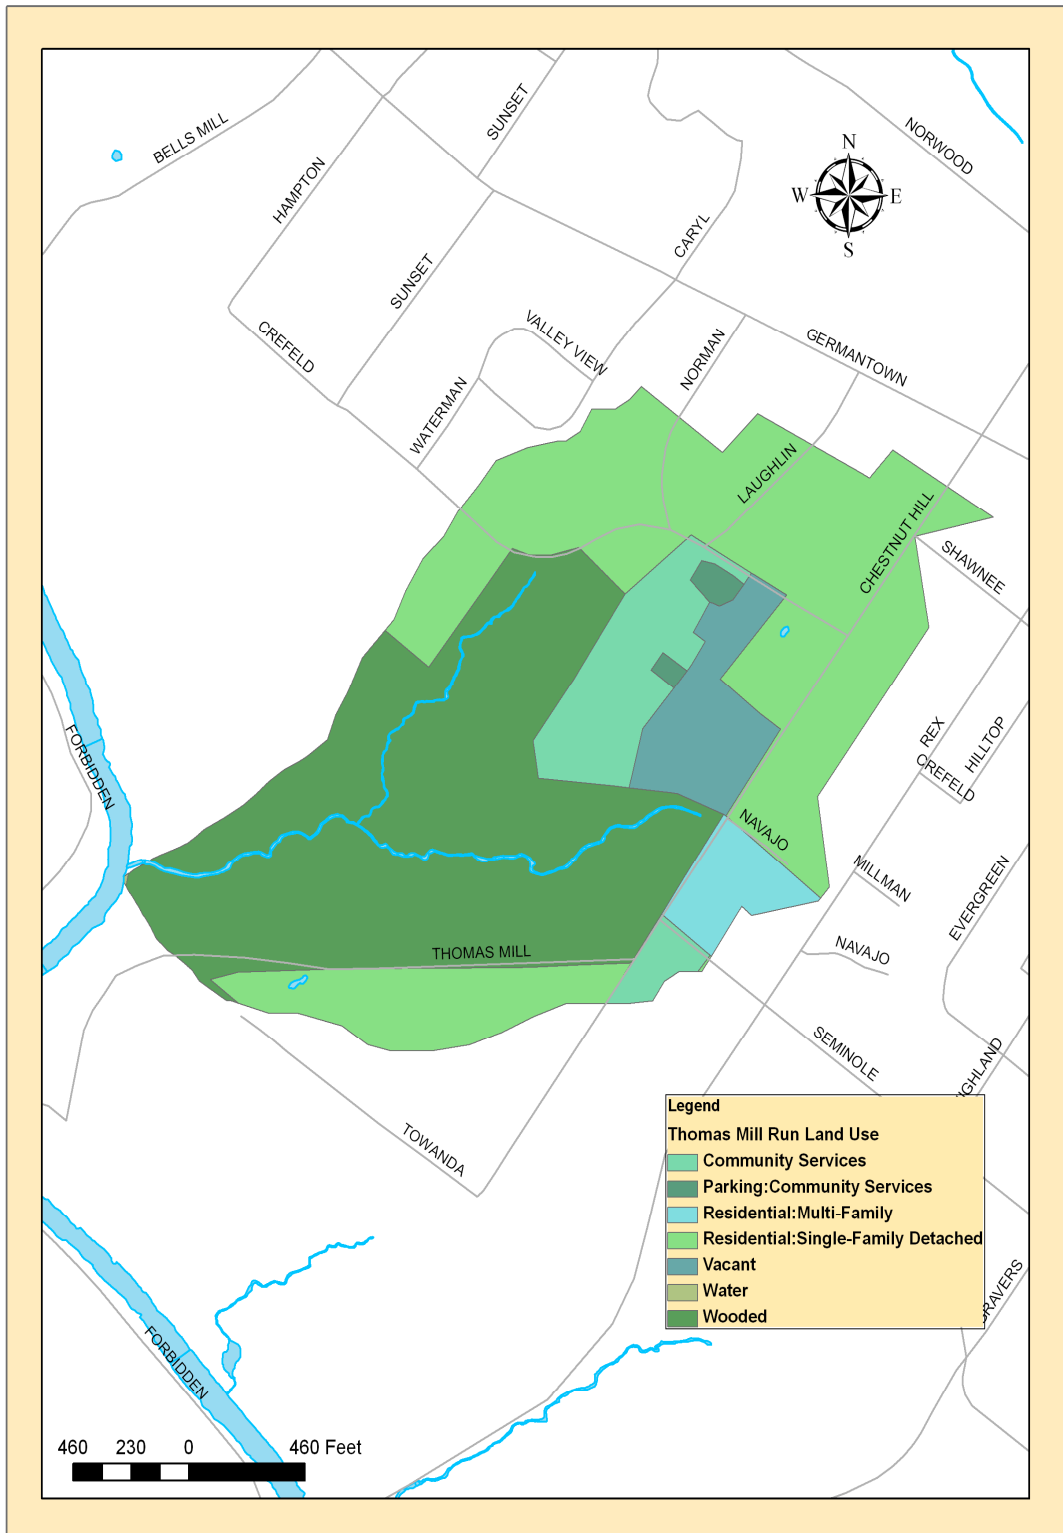 SUNSET
BELLS MILL
NORWOOD
N
HAMPTON
W
E
CARYL
S
SUNSET
VALLEY VIEW
CREFELD
NORMAN
GERMANTOWN
WATERMAN
LAUGHLIN
CHESTNUT HILL
SHAWNEE
REX
HILLTOP
FORBIDDEN
CREFELD
NAVAJO
MILLMAN
EVERGREEN
THOMAS MILL
NAVAJO
SEMINOLE
IGHLAND
TOWANDA
Legend
Thomas Mill Run Land Use
Community Services
Parking:Community Services
Residential:Multi-Family
Residential:Single-Family Detached
Vacant
Water
Wooded
GRAVERS
FORBIDDEN
460 230 0 460 Feet